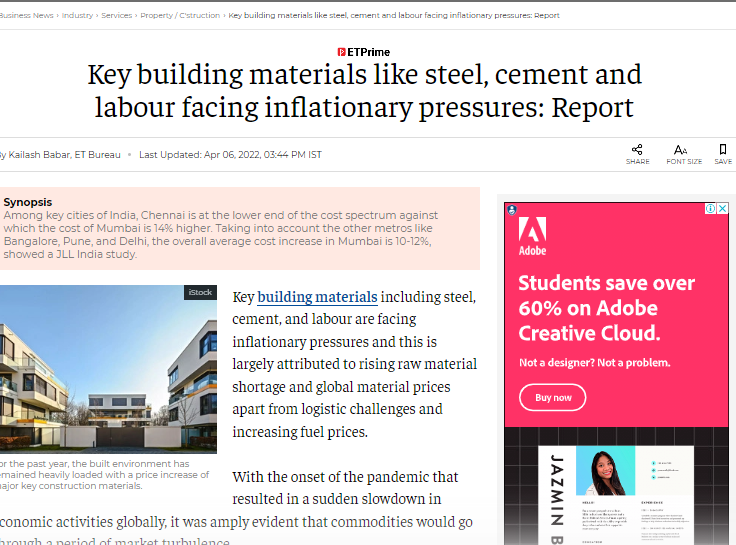 Business News › Industry › Services › Property / C'struction › Key building materials like steel, cement and labour facing inflationary pressures: Report
ETPrime
Key building materials like steel, cement and
labour facing inflationary pressures: Report
By Kailash Babar, ET Bureau • Last Updated: Apr 06, 2022, 03:44 PM IST
SHARE
FONT SIZE
SAVE
Synopsis
Among key cities of India, Chennai is at the lower end of the cost spectrum against
which the cost of Mumbai is 14% higher. Taking into account the other metros like
Bangalore, Pune, and Delhi, the overall average cost increase in Mumbai is 10-12%,
showed a JLL India study.
iStock
For the past year, the built environment has
remained heavily loaded with a price increase of
major key construction materials.
Key building materials including steel,
cement, and labour are facing
inflationary pressures and this is
largely attributed to rising raw material
shortage and global material prices
apart from logistic challenges and
increasing fuel prices.
With the onset of the pandemic that
resulted in a sudden slowdown in
economic activities globally, it was amply evident that commodities would go
through a period of market turbulence
Adobe
Students save over
60% on Adobe
Creative Cloud.
Not a designer? Not a problem.
Buy now
JAZMIN B
HELLO
EXPERIENCE